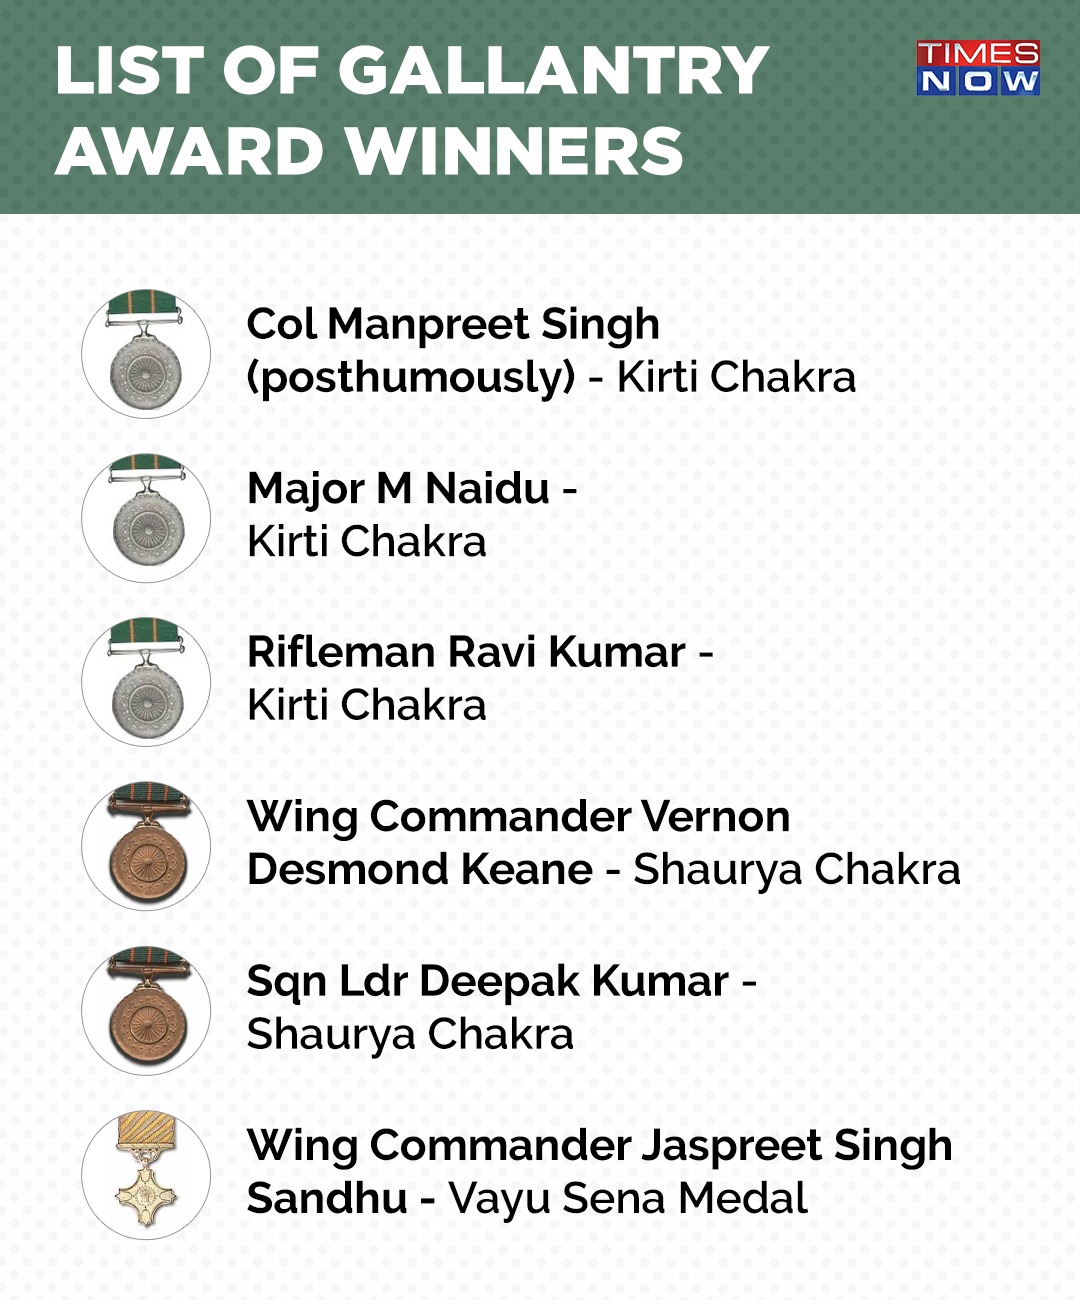 LIST OF GALLANTRY
AWARD WINNERS
TIMES
NOW
Col Manpreet Singh
(posthumously) - Kirti Chakra
Major M Naidu -
Kirti Chakra
Rifleman Ravi Kumar -
Kirti Chakra
Wing Commander Vernon
Desmond Keane - Shaurya Chakra
Sqn Ldr Deepak Kumar -
Shaurya Chakra
Wing Commander Jaspreet Singh
Sandhu - Vayu Sena Medal